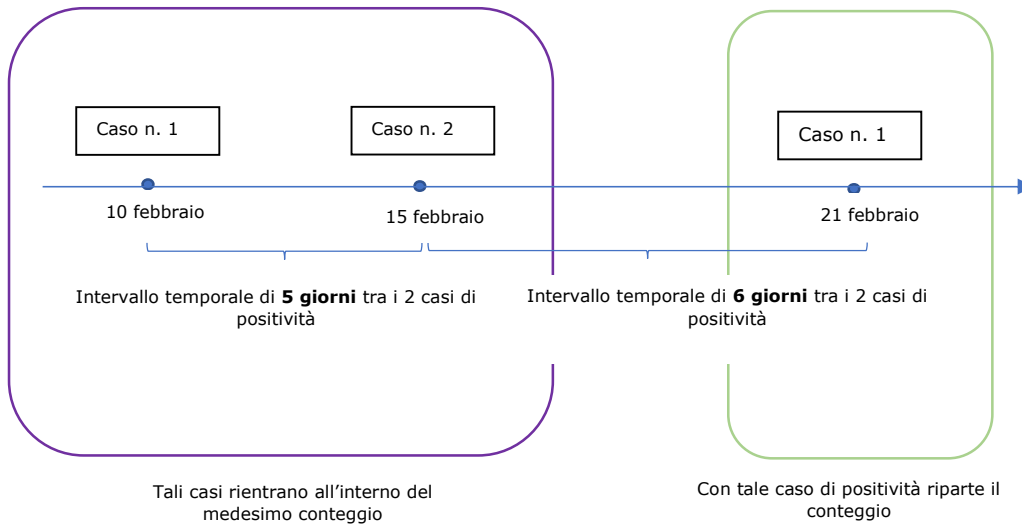 Caso n. 1
Caso n. 2
Caso n. 1
10 febbraio
15 febbraio
21 febbraio
Intervallo temporale di 5 giorni tra i 2 casi di
positività
Intervallo temporale di 6 giorni tra i 2 casi di
positività
Tali casi rientrano all'interno del
medesimo conteggio
Con tale caso di positività riparte il
conteggio